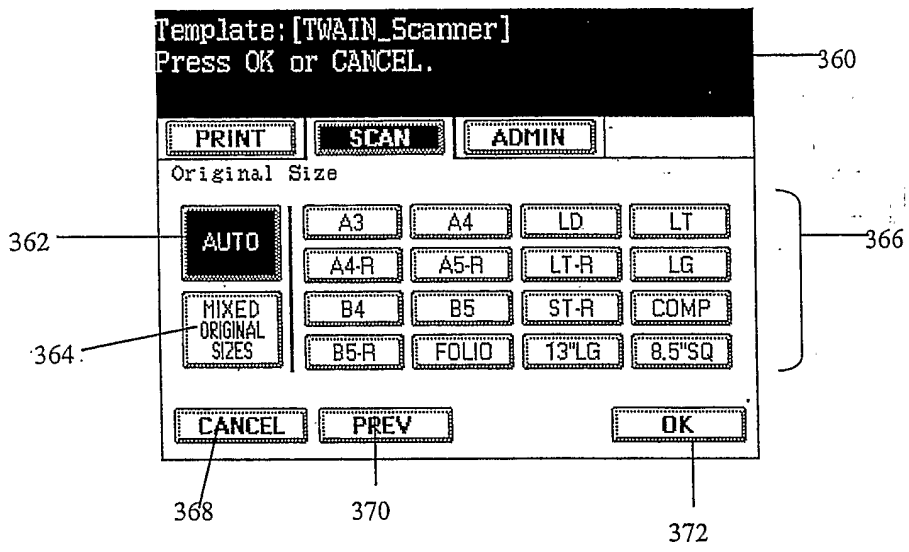 Template:[TWAIN_Scanner]
Press OK or CANCEL.
360
PRINT SCAN ADMIN
Original Size
362 AUTO A3 A4 LD LT 366
A4-R A5-R LT-R LG
364 MIXED ORIGINAL SIZES B4 B5 ST-R COMP
B5-R FOLIO 13"LG 8.5"SQ
CANCEL PREV OK
368 370 372